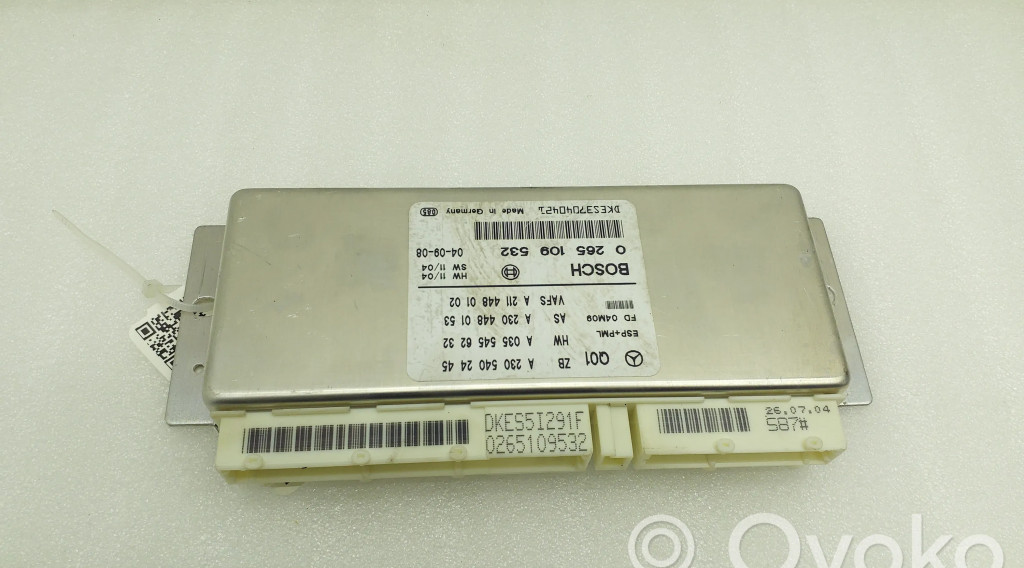 Q01 ZB A 230 540 24 45
ESP+PML HW A 035 545 62 32
FD 04M09 AS A 230 448 01 53
VAFS A 211 448 01 02
BOSCH HW 11/04
SW 11/04
0 265 109 532 04-09-08
DKES37040421 Made in Germany
DKES5I291F
0265109532
26.07.04
S87#
Ovoko